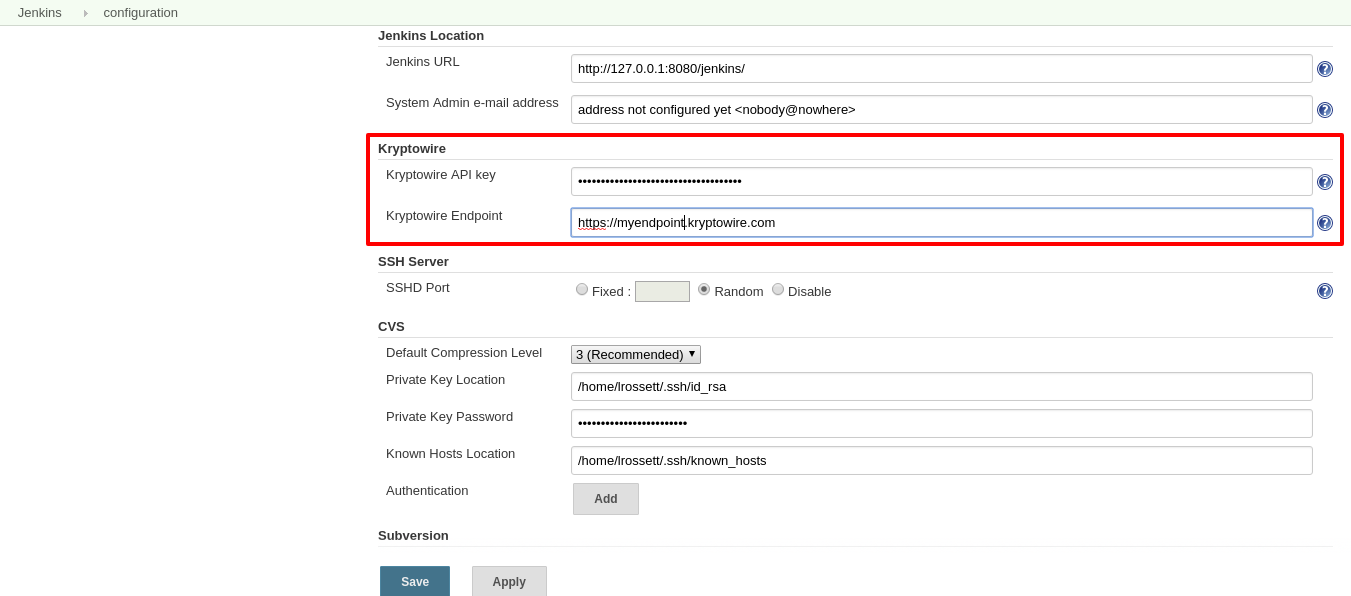 Jenkins configuration
Jenkins Location
Jenkins URL http://127.0.0.1:8080/jenkins/
System Admin e-mail address address not configured yet <nobody@nowhere>
Kryptowire
Kryptowire API key ••••••••••••••••••••••••••••••••••••
Kryptowire Endpoint https://myendpoint.kryptowire.com
SSH Server
SSHD Port Fixed : Random Disable
CVS
Default Compression Level 3 (Recommended)
Private Key Location /home/lrossett/.ssh/id_rsa
Private Key Password ••••••••••••••••••••••••
Known Hosts Location /home/lrossett/.ssh/known_hosts
Authentication Add
Subversion
Save Apply